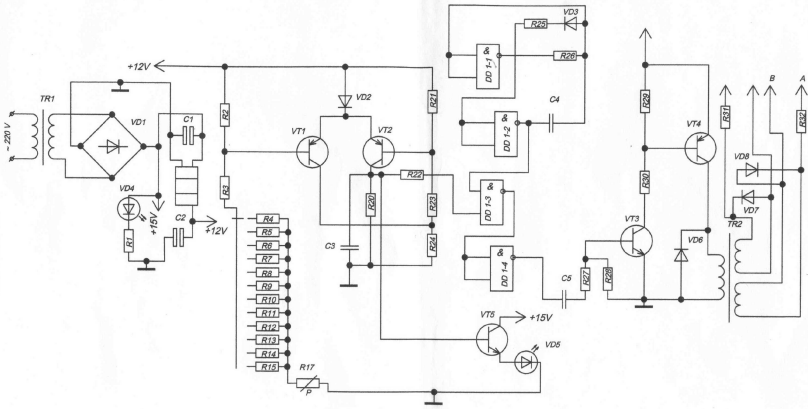 +12V
~ 220 V
TR1
VD1
C1
VD4
+15V
R1
C2
+12V
R2
R3
VT1
VD2
VT2
R21
R22
R20
R23
R24
C3
R4
R5
R6
R7
R8
R9
R10
R11
R12
R13
R14
R15
R17
P
VT5
+15V
VD5
&
DD 1-1
R25
VD3
R26
&
DD 1-2
C4
&
DD 1-3
&
DD 1-4
C5
R27
R28
VT3
R29
R30
VT4
VD6
R31
B
A
R32
VD8
VD7
TR2